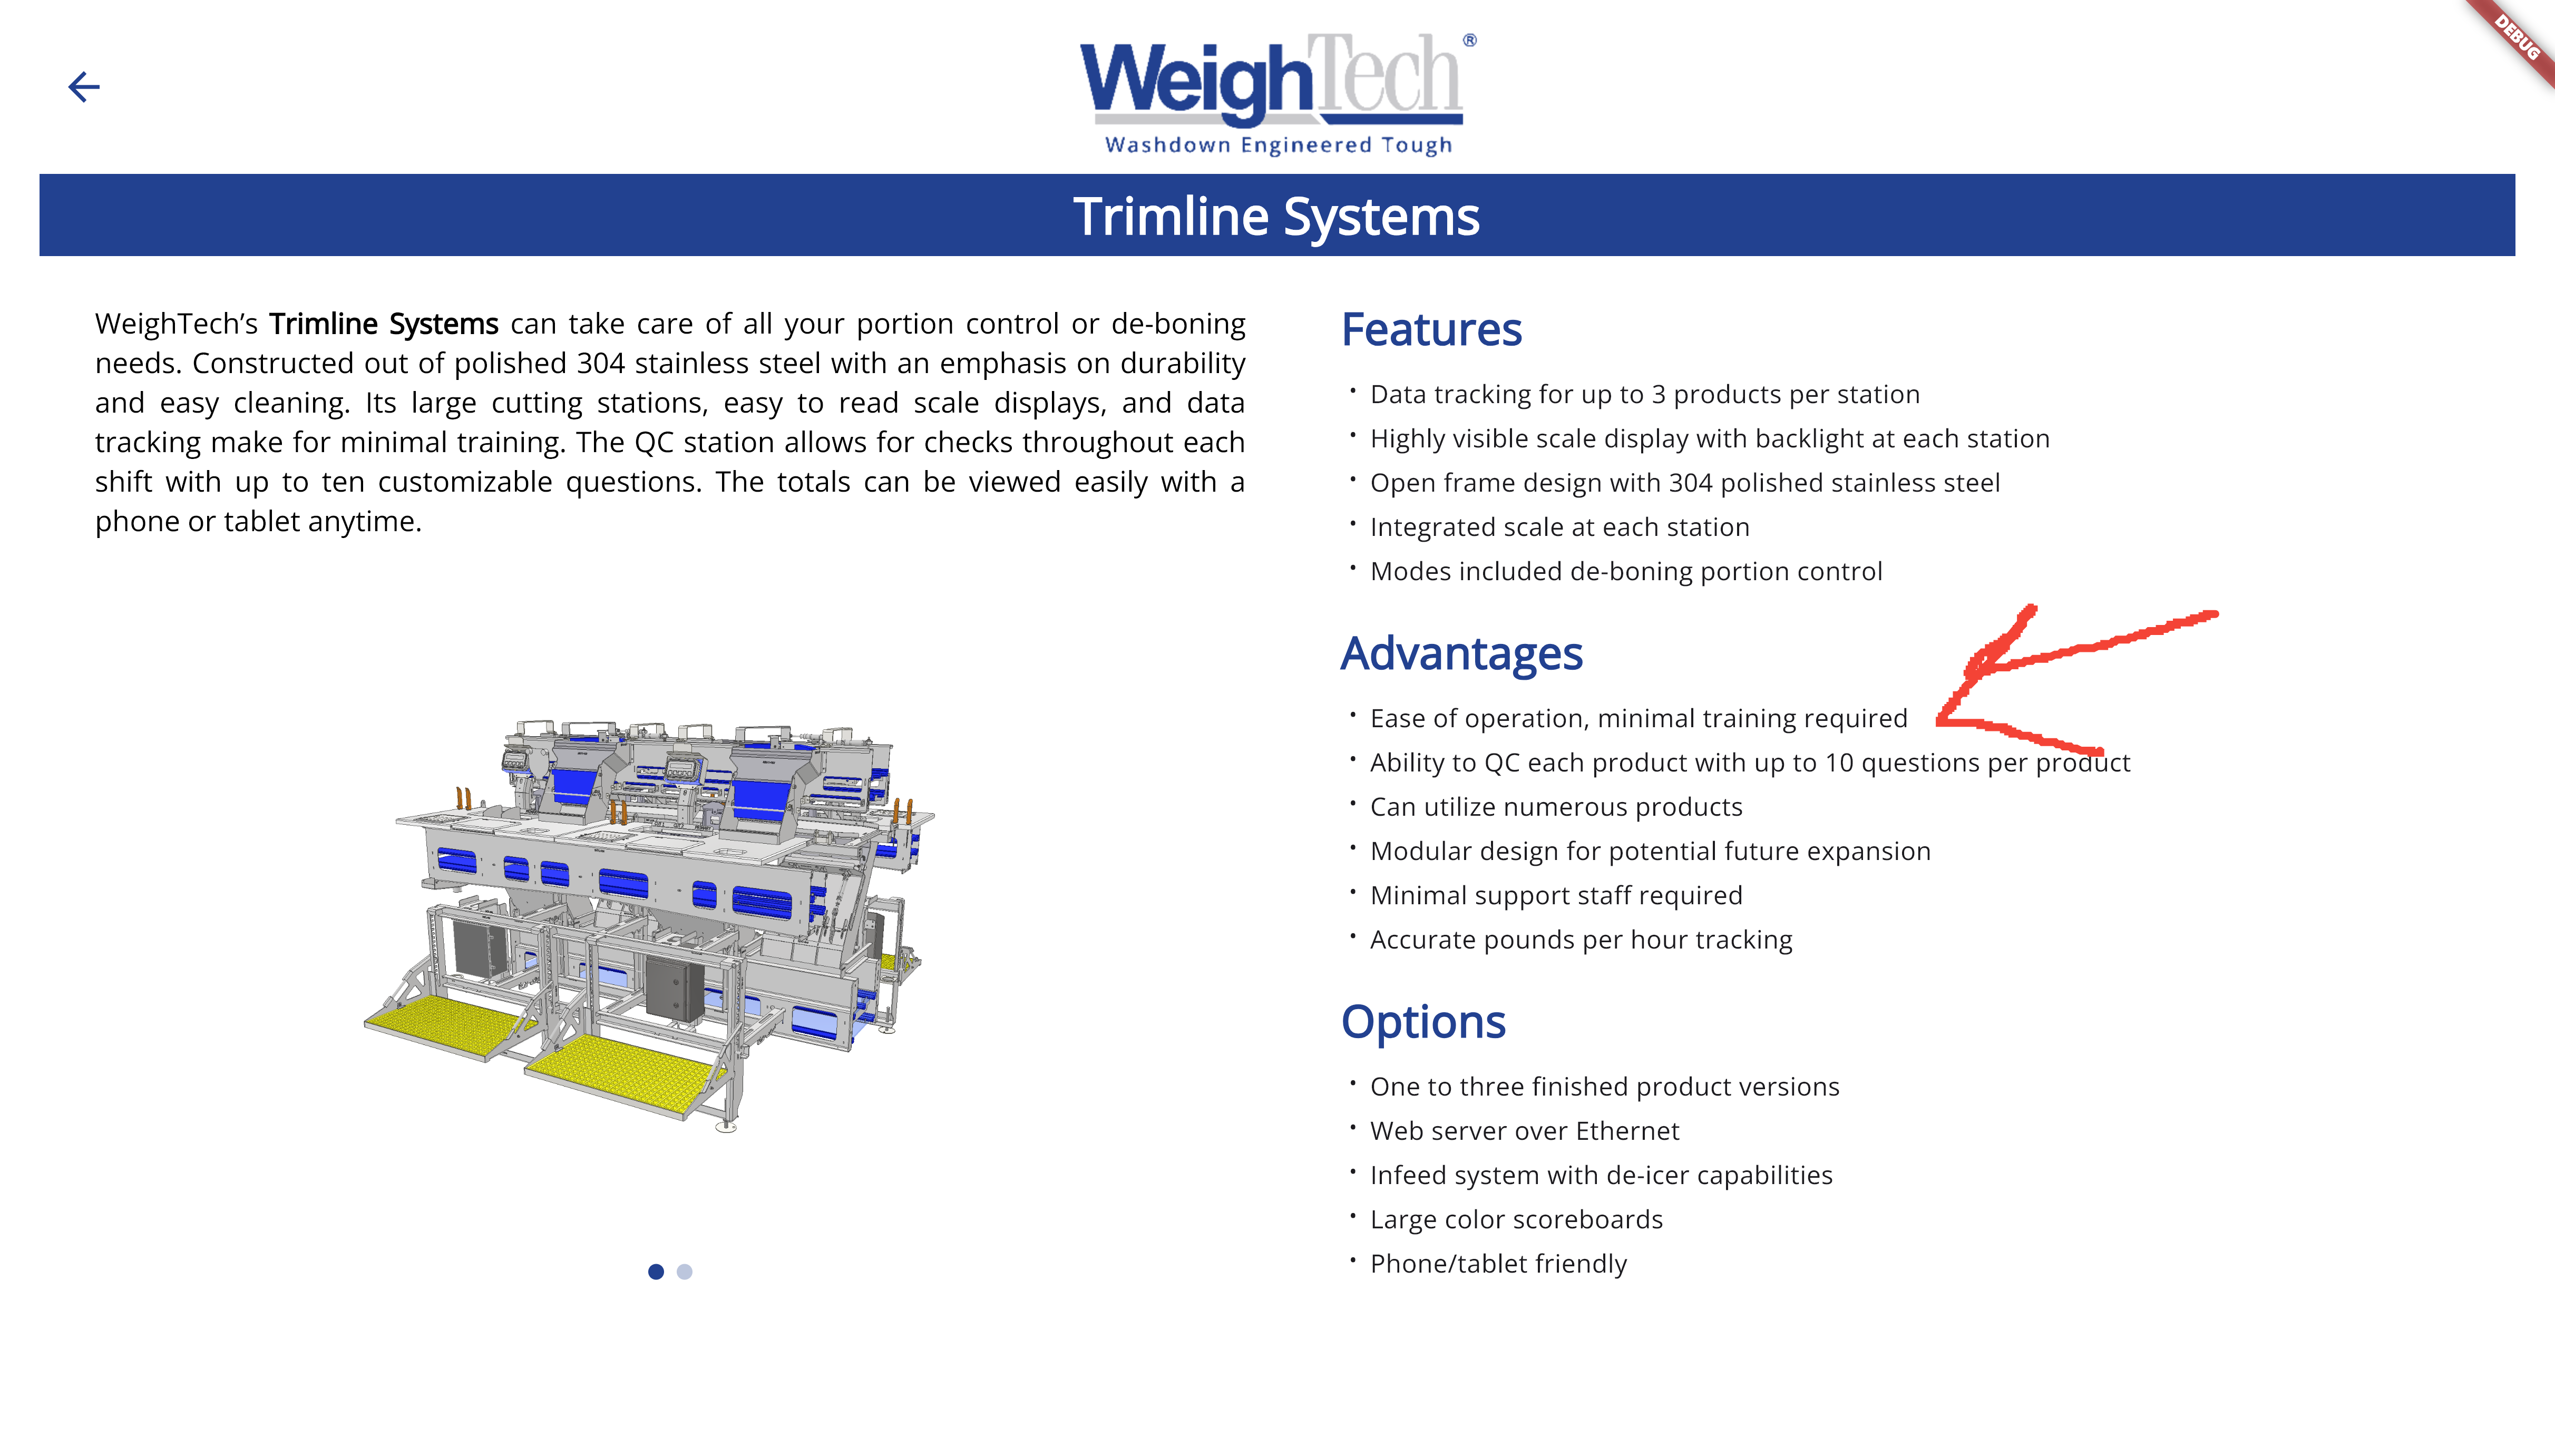 WeighTech®
Washdown Engineered Tough
DEBUG
Trimline Systems
WeighTech’s Trimline Systems can take care of all your portion control or de-boning
needs. Constructed out of polished 304 stainless steel with an emphasis on durability
and easy cleaning. Its large cutting stations, easy to read scale displays, and data
tracking make for minimal training. The QC station allows for checks throughout each
shift with up to ten customizable questions. The totals can be viewed easily with a
phone or tablet anytime.
Features
• Data tracking for up to 3 products per station
• Highly visible scale display with backlight at each station
• Open frame design with 304 polished stainless steel
• Integrated scale at each station
• Modes included de-boning portion control
Advantages
• Ease of operation, minimal training required
• Ability to QC each product with up to 10 questions per product
• Can utilize numerous products
• Modular design for potential future expansion
• Minimal support staff required
• Accurate pounds per hour tracking
Options
• One to three finished product versions
• Web server over Ethernet
• Infeed system with de-icer capabilities
• Large color scoreboards
• Phone/tablet friendly